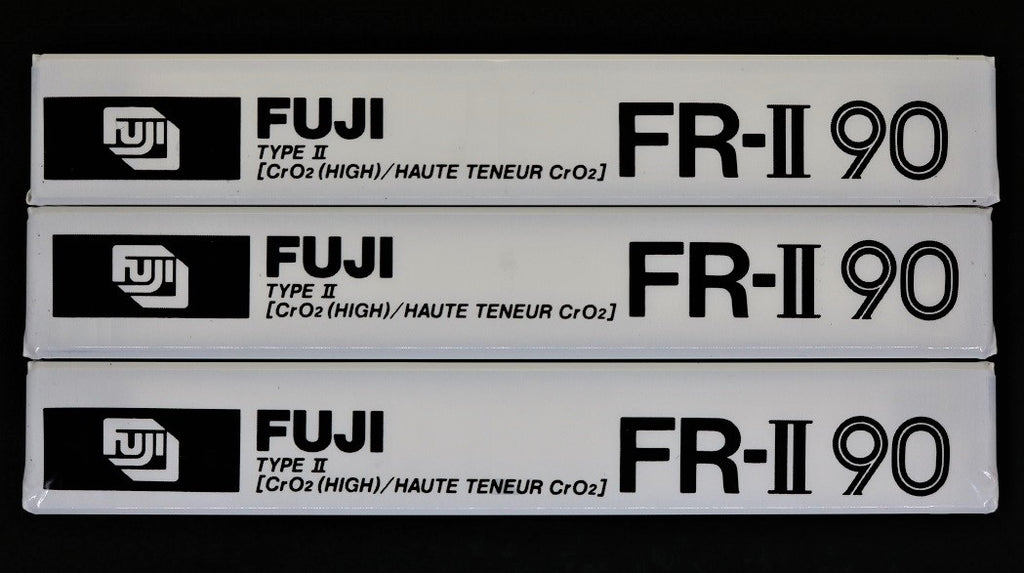 FUJI
FUJI
TYPE II
[CrO₂ (HIGH)/HAUTE TENEUR CrO₂]
FR-II 90
FUJI
FUJI
TYPE II
[CrO₂ (HIGH)/HAUTE TENEUR CrO₂]
FR-II 90
FUJI
FUJI
TYPE II
[CrO₂ (HIGH)/HAUTE TENEUR CrO₂]
FR-II 90